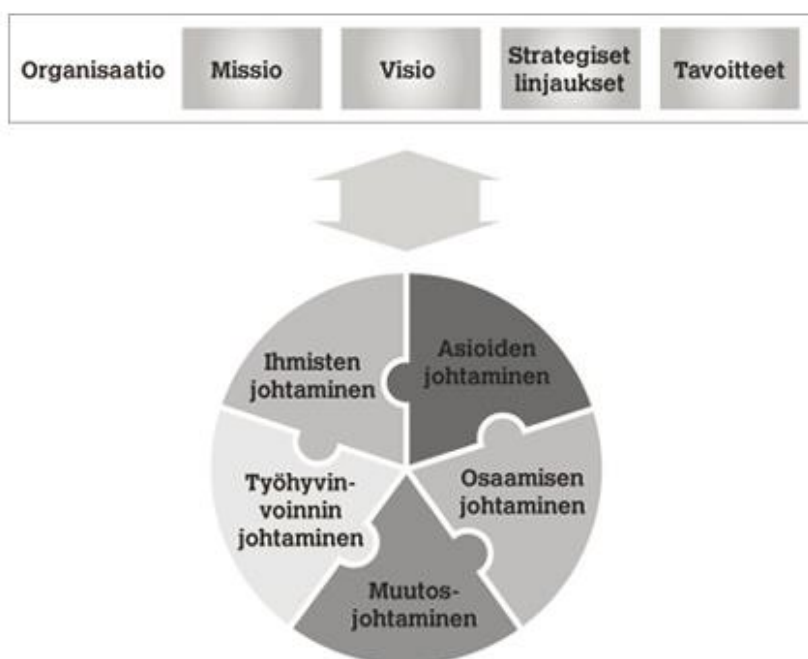 Organisaatio
Missio
Visio
Strategiset
linjaukset
Tavoitteet
Ihmisten
johtaminen
Asioiden
johtaminen
Työhyvin-
voinnin
johtaminen
Osaamisen
johtaminen
Muutos-
johtaminen